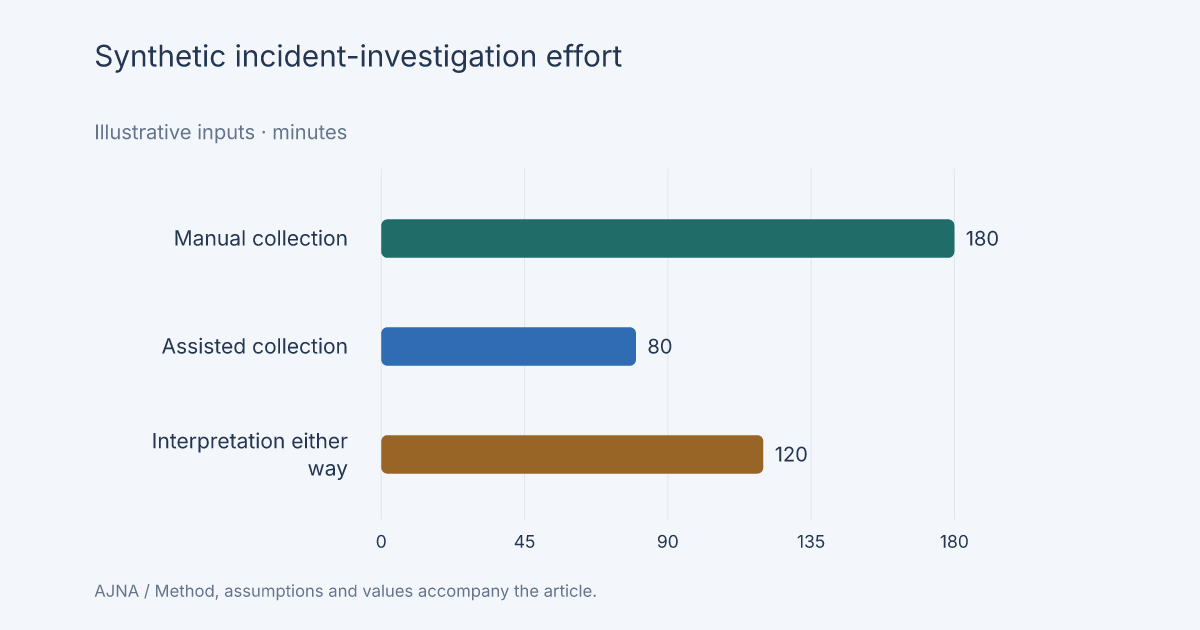 Synthetic incident-investigation effort
Illustrative inputs · minutes
Manual collection
180
Assisted collection
80
Interpretation either
way
120
0 45 90 135 180
AJNA / Method, assumptions and values accompany the article.